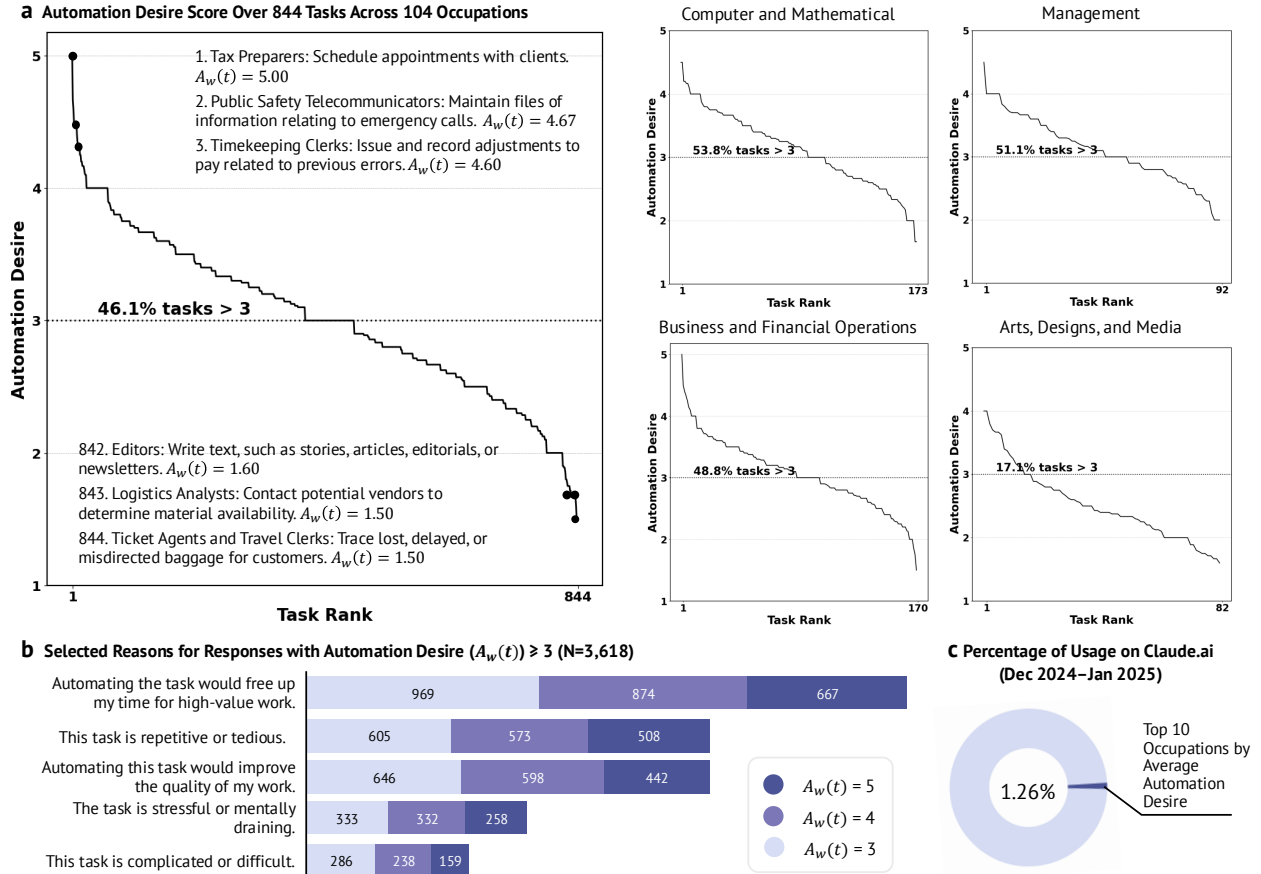 a Automation Desire Score Over 844 Tasks Across 104 Occupations
5
4
3
2
1
Automation Desire
1. Tax Preparers: Schedule appointments with clients.
A_w(t) = 5.00
2. Public Safety Telecommunicators: Maintain files of
information relating to emergency calls. A_w(t) = 4.67
3. Timekeeping Clerks: Issue and record adjustments to
pay related to previous errors. A_w(t) = 4.60
46.1% tasks > 3
842. Editors: Write text, such as stories, articles, editorials, or
newsletters. A_w(t) = 1.60
843. Logistics Analysts: Contact potential vendors to
determine material availability. A_w(t) = 1.50
844. Ticket Agents and Travel Clerks: Trace lost, delayed, or
misdirected baggage for customers. A_w(t) = 1.50
1 844
Task Rank
Computer and Mathematical
5
4
3
2
1
Automation Desire
53.8% tasks > 3
1 173
Task Rank
Management
5
4
3
2
1
Automation Desire
51.1% tasks > 3
1 92
Task Rank
Business and Financial Operations
5
4
3
2
1
Automation Desire
48.8% tasks > 3
1 170
Task Rank
Arts, Designs, and Media
5
4
3
2
1
Automation Desire
17.1% tasks > 3
1 82
Task Rank
b Selected Reasons for Responses with Automation Desire (A_w(t)) ⩾ 3 (N=3,618)
Automating the task would free up
my time for high-value work.
969 874 667
This task is repetitive or tedious.
605 573 508
Automating this task would improve
the quality of my work.
646 598 442
The task is stressful or mentally
draining.
333 332 258
This task is complicated or difficult.
286 238 159
A_w(t) = 5
A_w(t) = 4
A_w(t) = 3
c Percentage of Usage on Claude.ai
(Dec 2024–Jan 2025)
1.26%
Top 10
Occupations by
Average
Automation
Desire